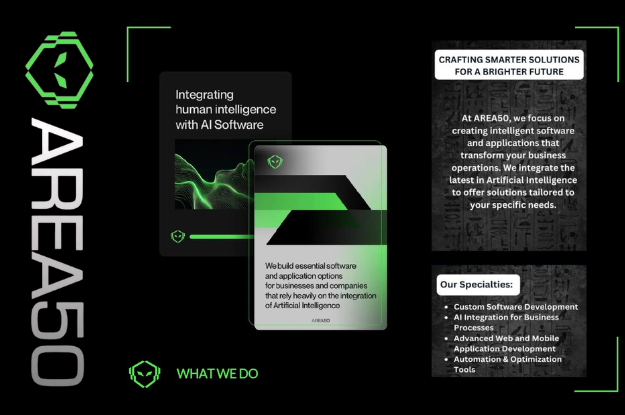 AREA50
Integrating
human intelligence
with AI Software
We build essential software
and application options
for businesses and companies
that rely heavily on the integration
of Artificial Intelligence
AREA50
WHAT WE DO
CRAFTING SMARTER SOLUTIONS
FOR A BRIGHTER FUTURE
At AREA50, we focus on
creating intelligent software
and applications that
transform your business
operations. We integrate the
latest in Artificial Intelligence
to offer solutions tailored to
your specific needs.
Our Specialties:
• Custom Software Development
• AI Integration for Business
Processes
• Advanced Web and Mobile
Application Development
• Automation & Optimization
Tools